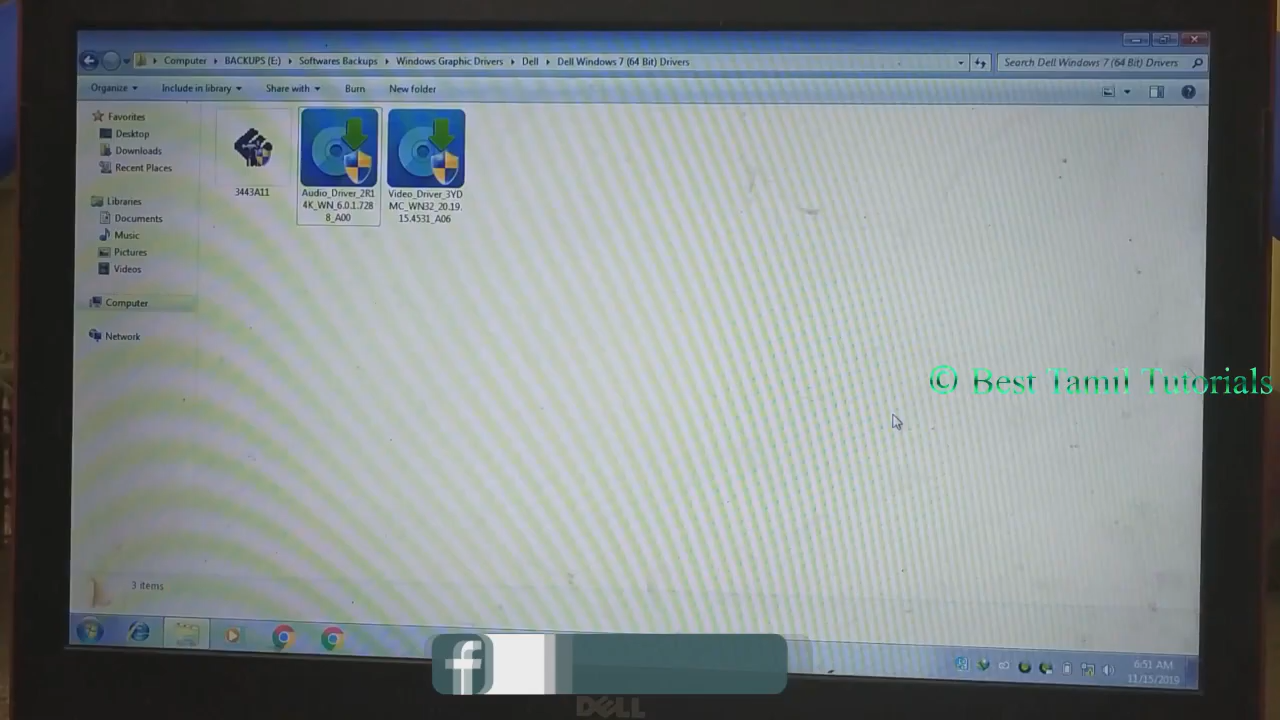 Computer BACKUPS (E:) Softwares Backups Windows Graphic Drivers Dell Dell Windows 7 (64 Bit) Drivers
Search Dell Windows 7 (64 Bit) Drivers
Organize Include in library Share with Burn New folder
Favorites
Desktop
Downloads
Recent Places
Libraries
Documents
Music
Pictures
Videos
Computer
Network
3443A11
Audio_Driver_2R1
4K_WN_6.0.1.728
8_A00
Video_Driver_3YD
MC_WN32_20.19.
15.4531_A06
© Best Tamil Tutorials
3 items
6:51 AM
11/15/2019
f
DELL